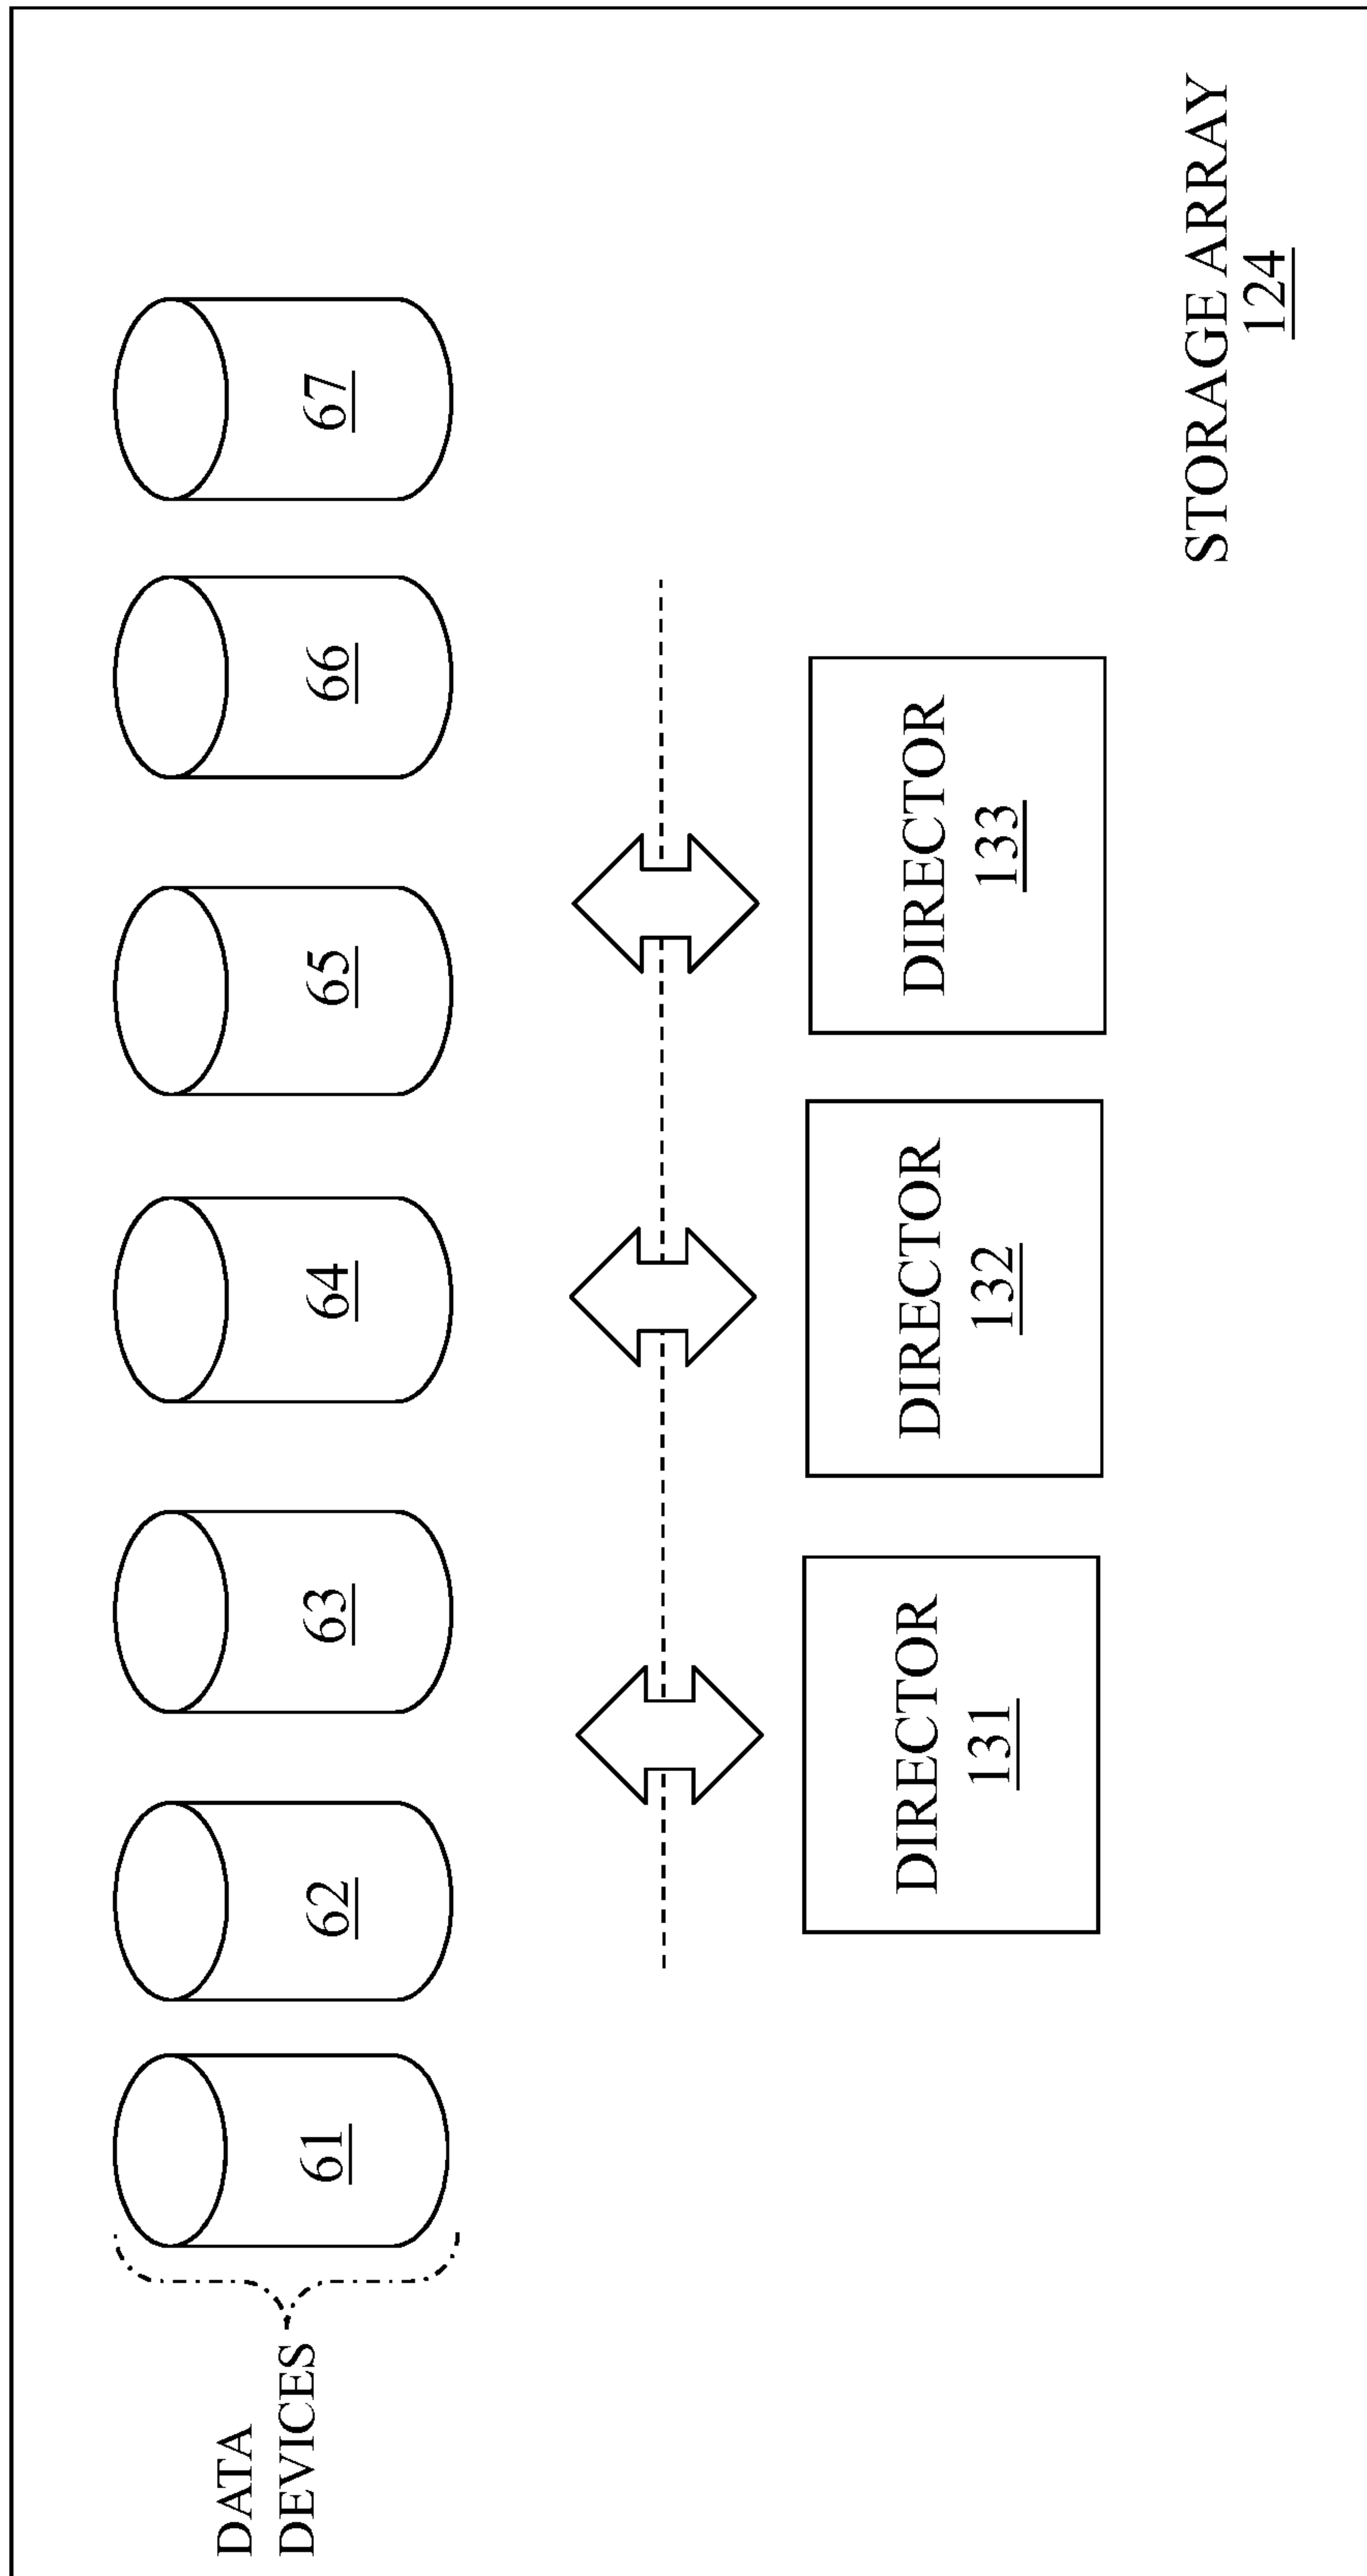 DATA
DEVICES
61
62
63
64
65
66
67
DIRECTOR
131
DIRECTOR
132
DIRECTOR
133
STORAGE ARRAY
124